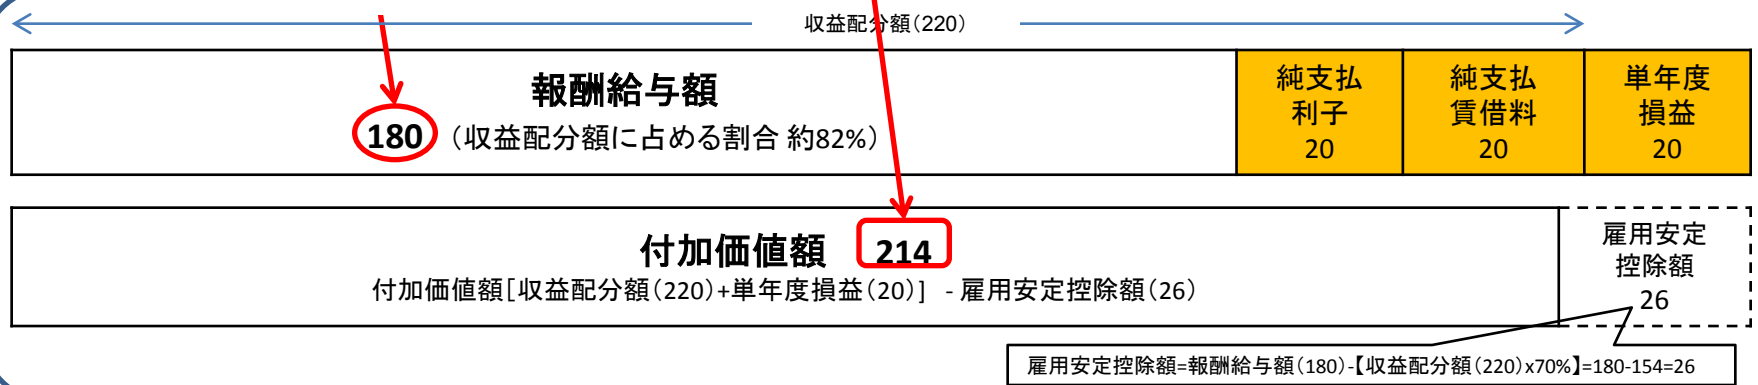 収益配分額（220）
報酬給与額
180 （収益配分額に占める割合 約82%）
純支払
利子
20
純支払
賃借料
20
単年度
損益
20
付加価値額 214
付加価値額［収益配分額（220）+単年度損益（20）］ - 雇用安定控除額（26）
雇用安定
控除額
26
雇用安定控除額=報酬給与額（180）-【収益配分額（220）x70%】=180-154=26